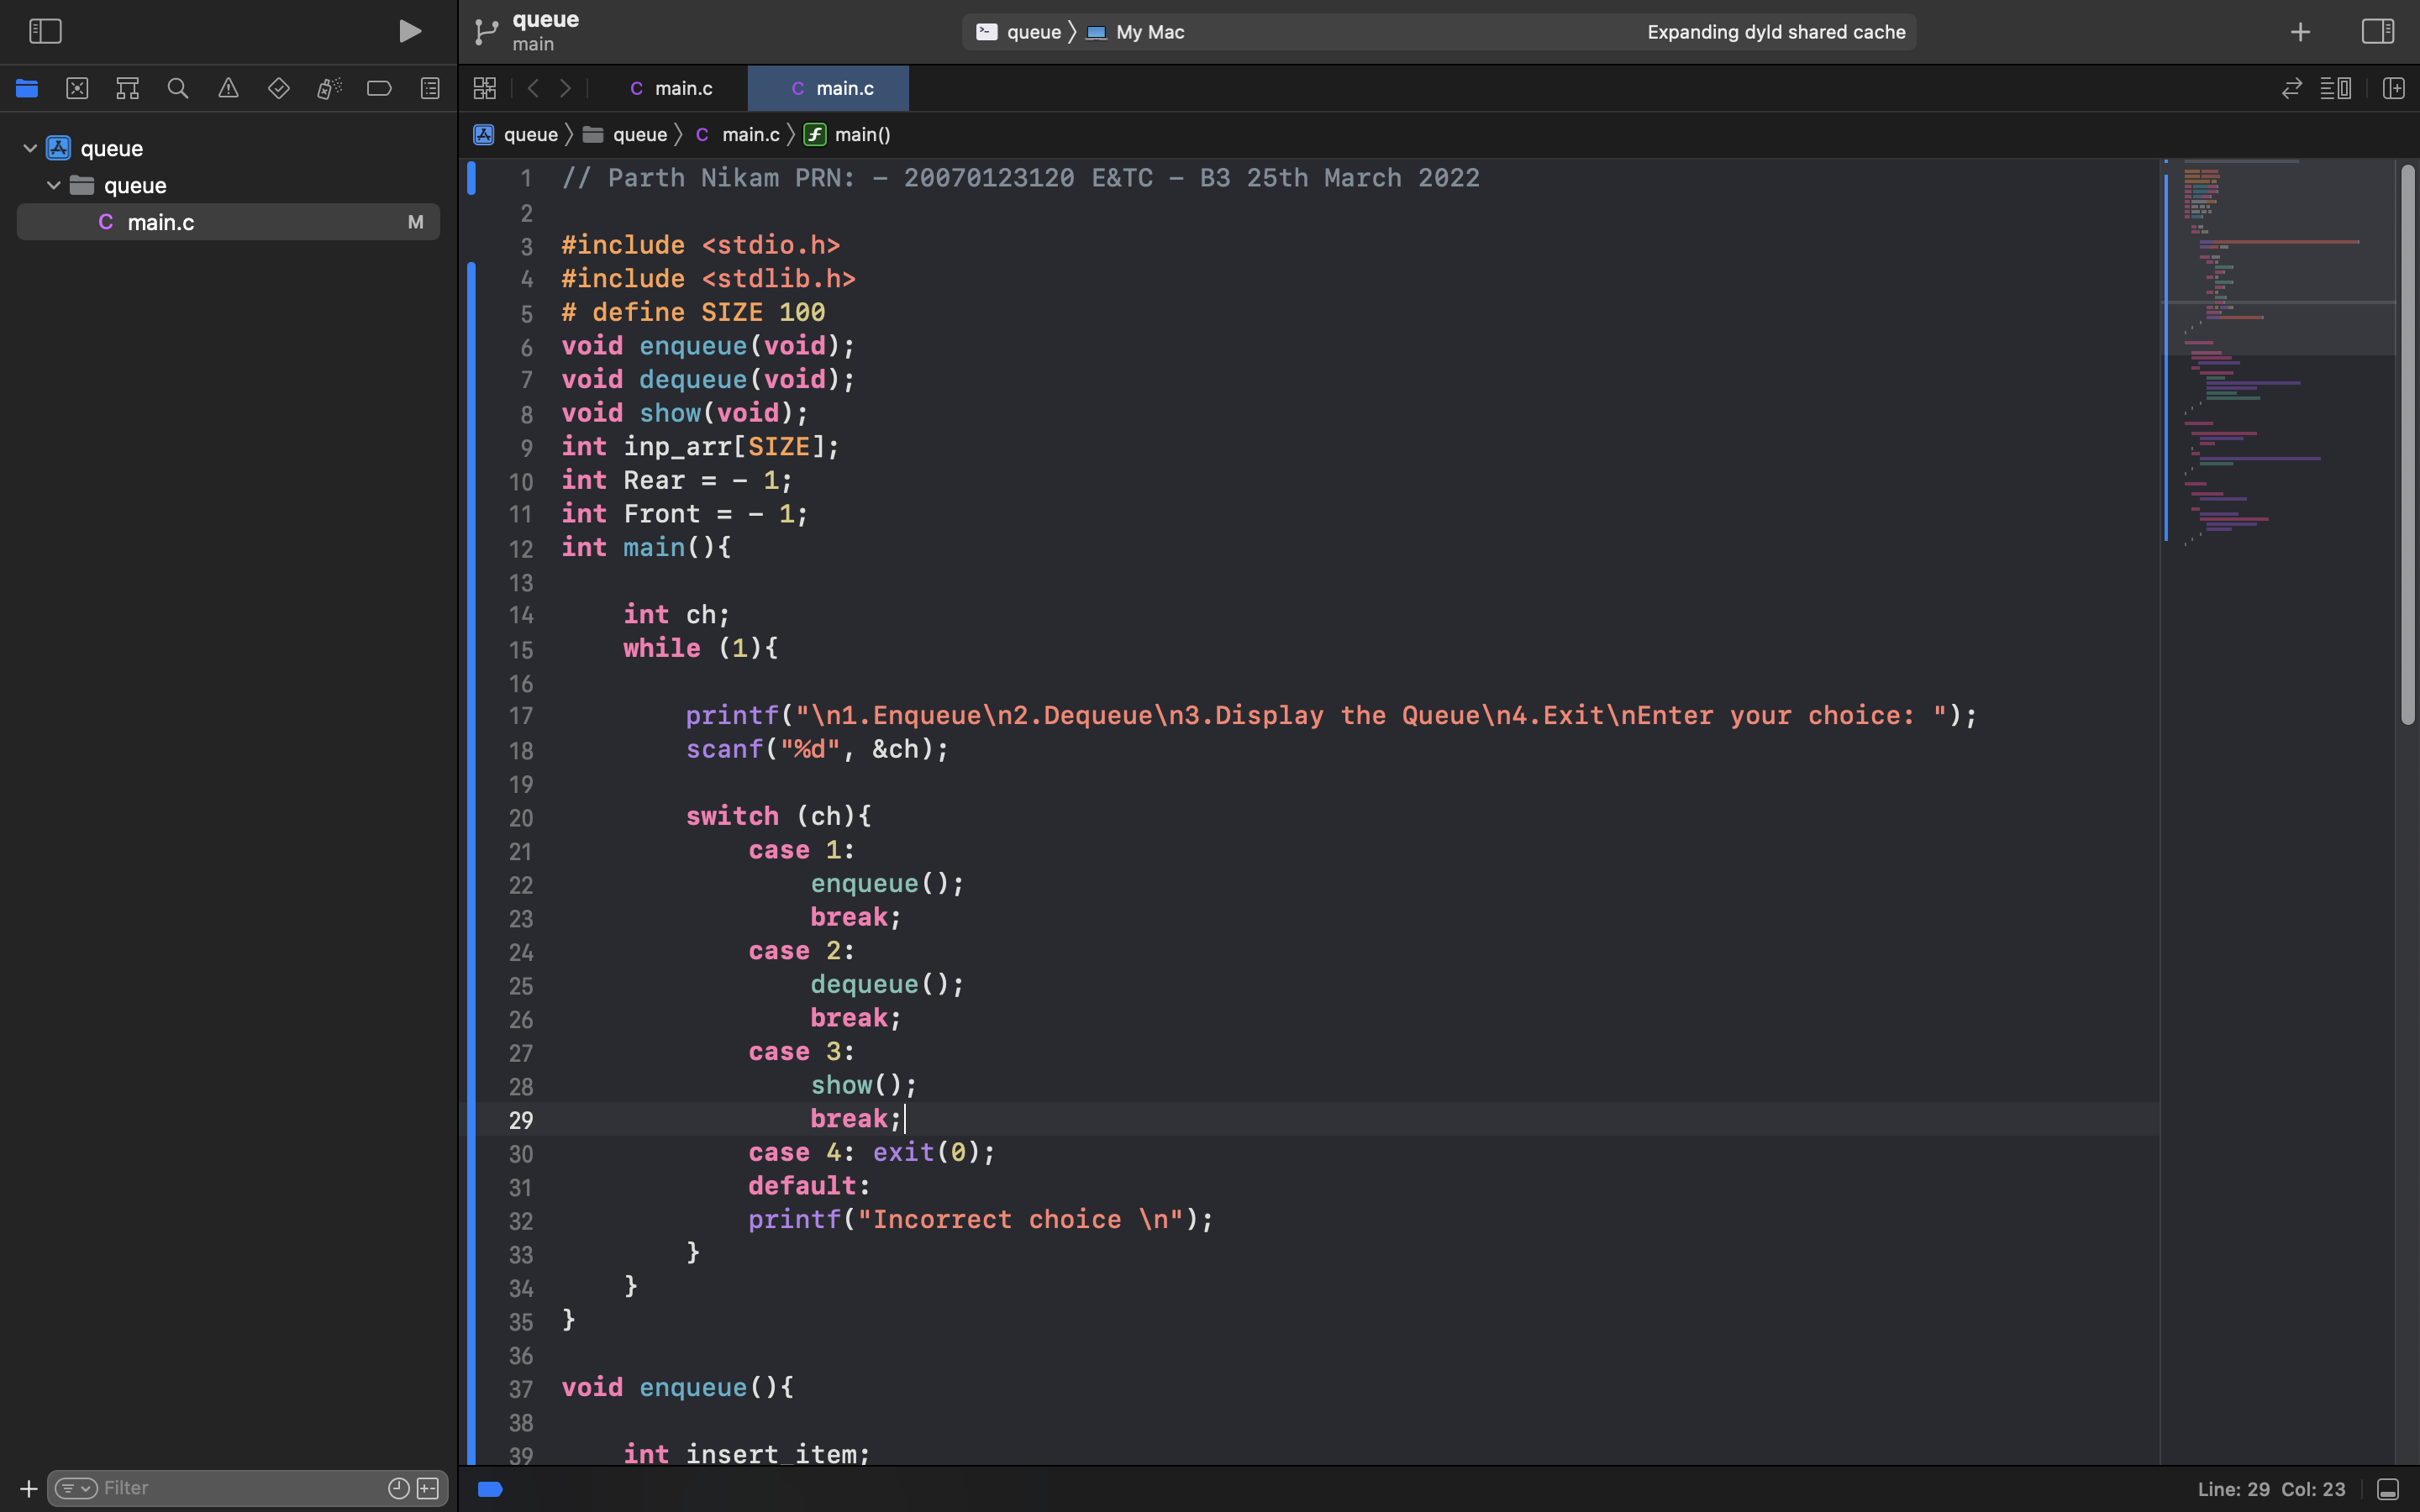 queue
main
queue
My Mac
Expanding dyld shared cache
C main.c
C main.c
queue
queue
C main.c M
queue queue C main.c main()
1 // Parth Nikam PRN: - 20070123120 E&TC - B3 25th March 2022
2
3 #include <stdio.h>
4 #include <stdlib.h>
5 # define SIZE 100
6 void enqueue(void);
7 void dequeue(void);
8 void show(void);
9 int inp_arr[SIZE];
10 int Rear = - 1;
11 int Front = - 1;
12 int main(){
13
14 int ch;
15 while (1){
16
17 printf("\n1.Enqueue\n2.Dequeue\n3.Display the Queue\n4.Exit\nEnter your choice: ");
18 scanf("%d", &ch);
19
20 switch (ch){
21 case 1:
22 enqueue();
23 break;
24 case 2:
25 dequeue();
26 break;
27 case 3:
28 show();
29 break;
30 case 4: exit(0);
31 default:
32 printf("Incorrect choice \n");
33 }
34 }
35 }
36
37 void enqueue(){
38
39 int insert_item;
Filter
Line: 29 Col: 23